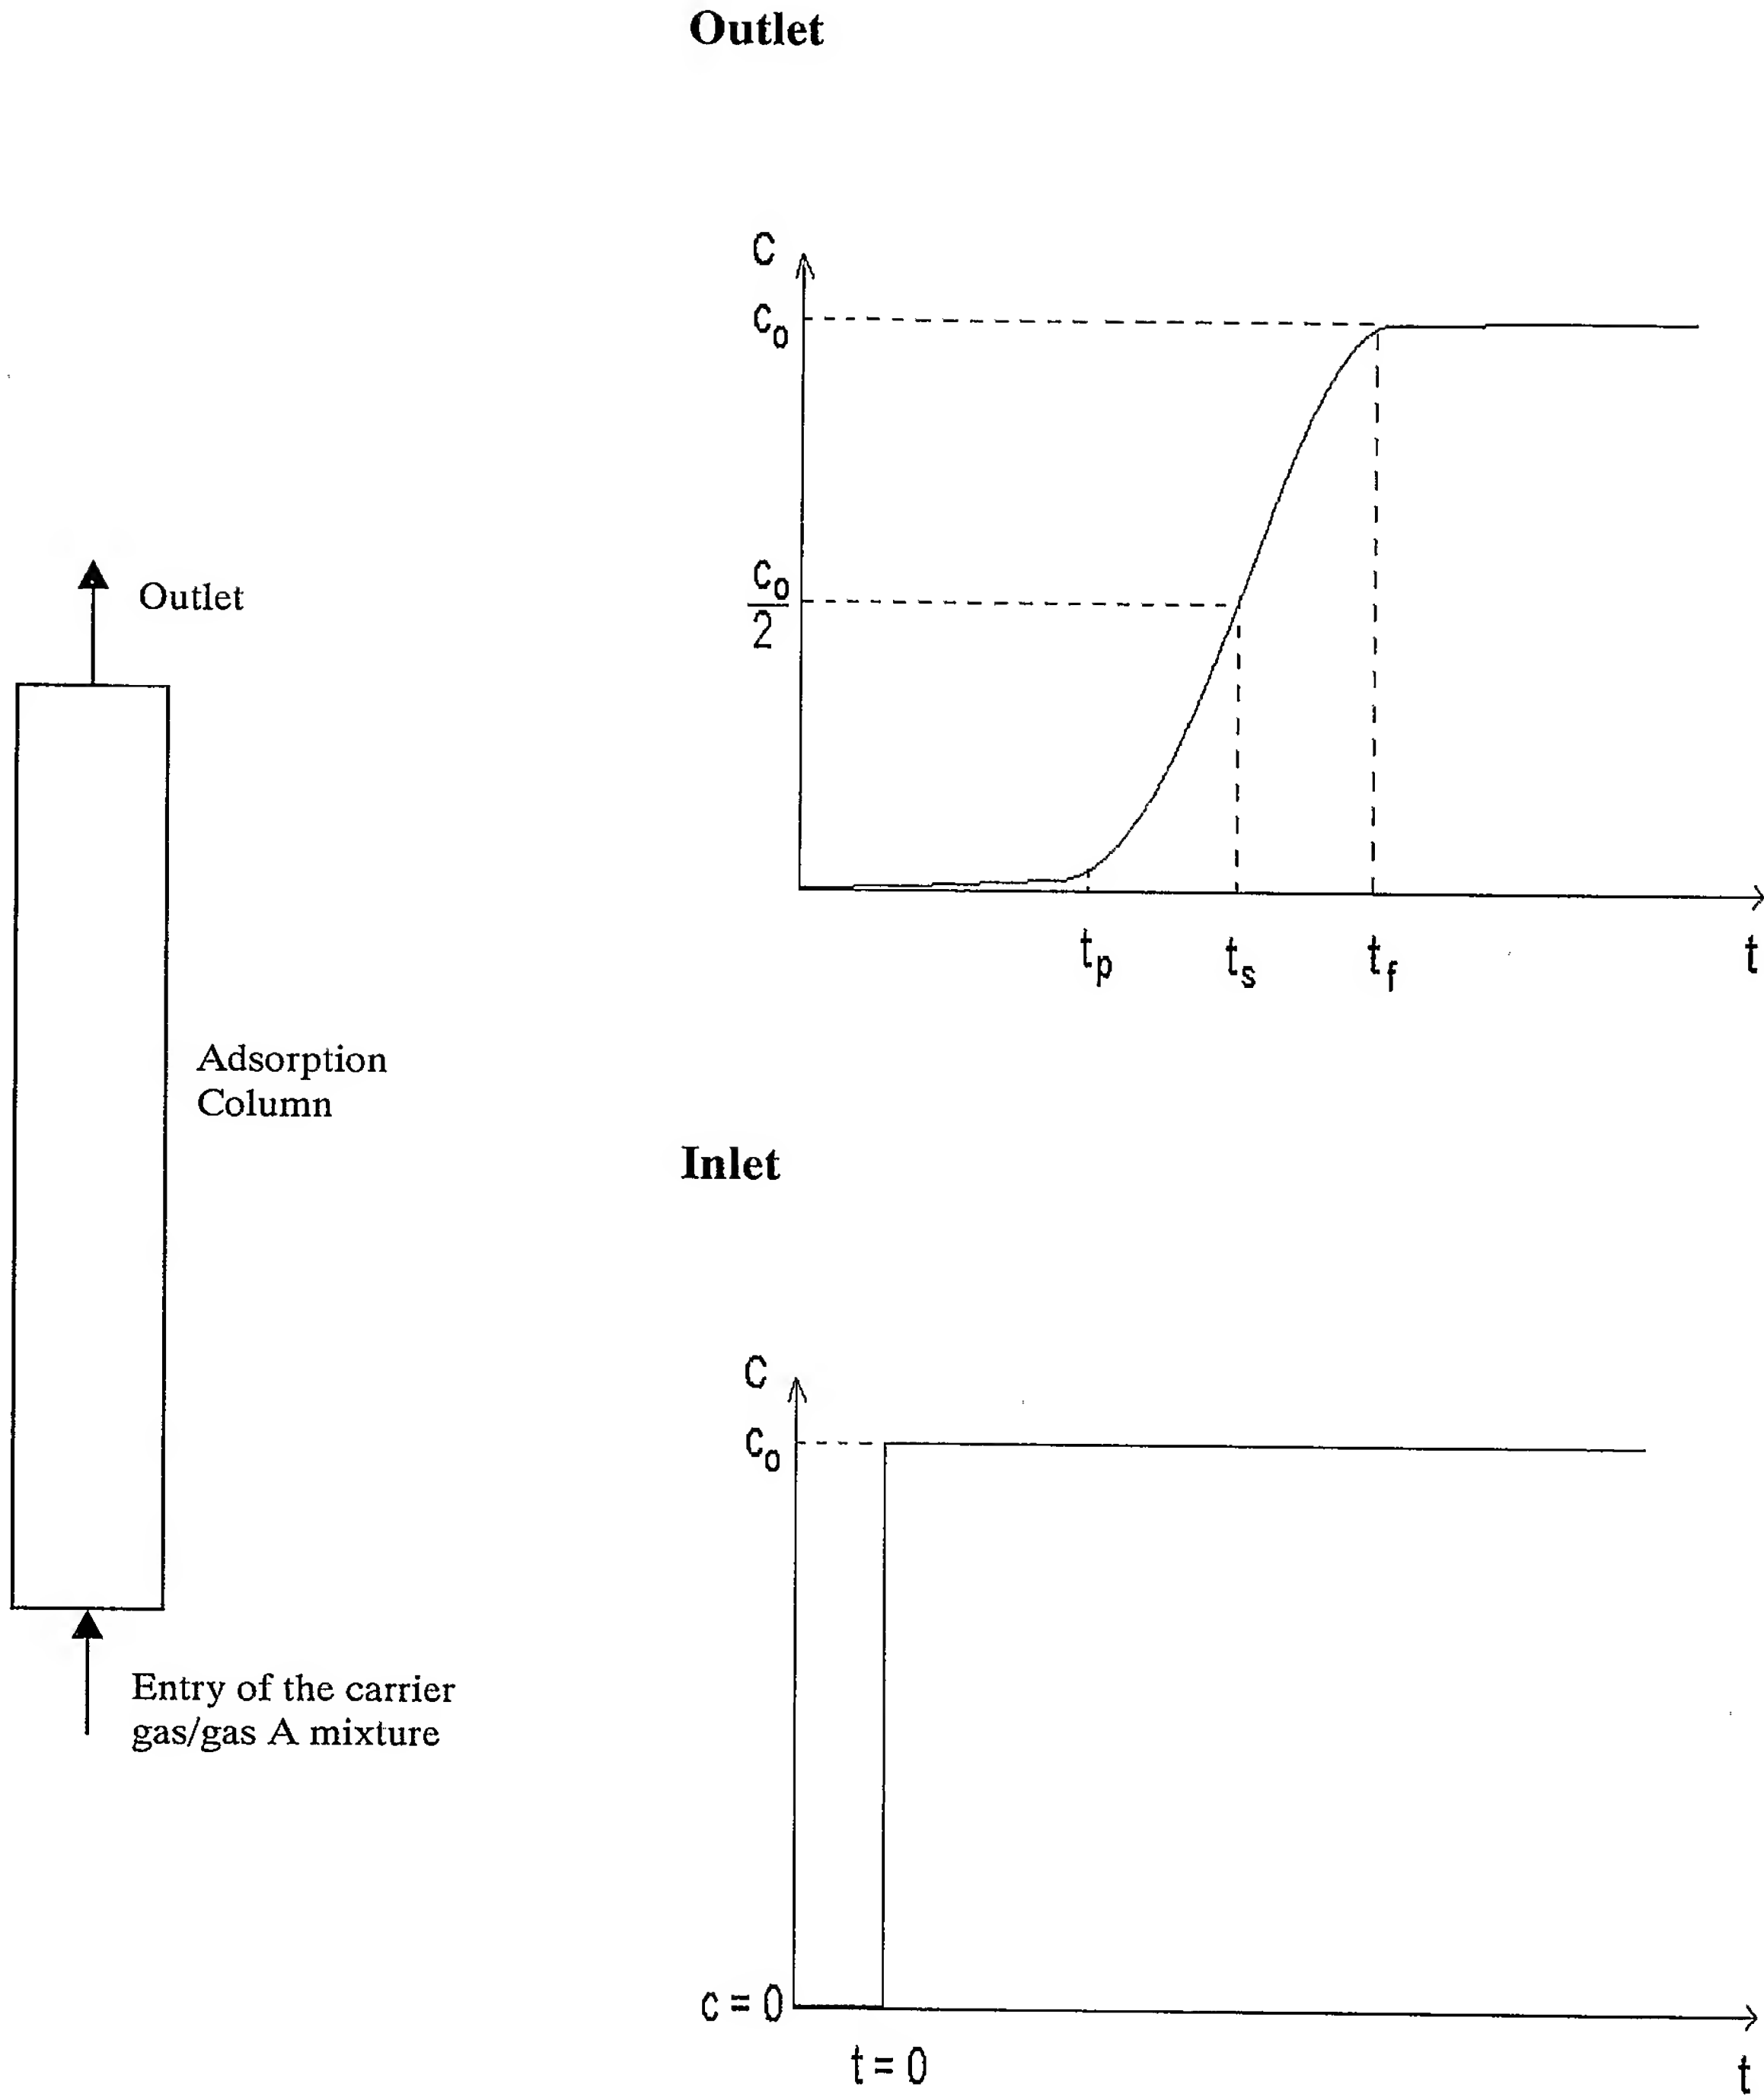 Outlet
C
c₀
c₀
2
tₚ
tₛ
t_f
t
Outlet
Adsorption
Column
Inlet
C
c₀
c = 0
t = 0
t
Entry of the carrier
gas/gas A mixture